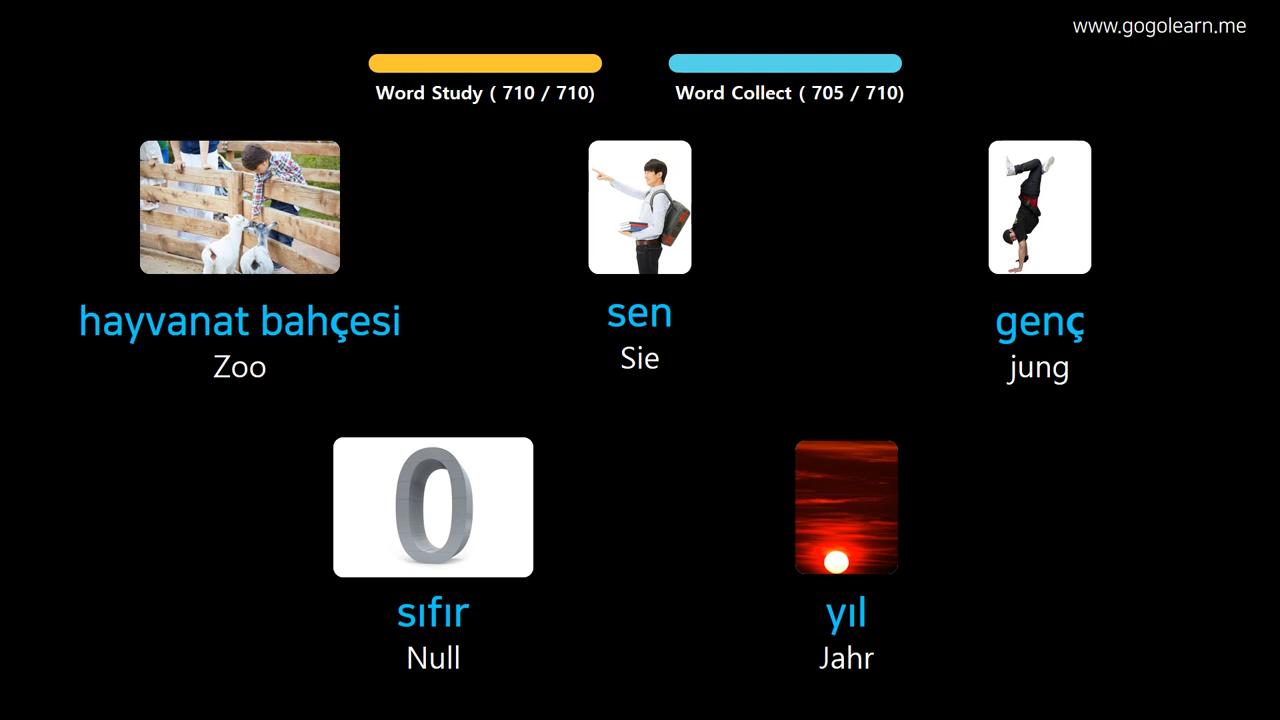 www.gogolearn.me
Word Study ( 710 / 710)
Word Collect ( 705 / 710)
hayvanat bahçesi
Zoo
sen
Sie
genç
jung
0
sıfır
Null
yıl
Jahr